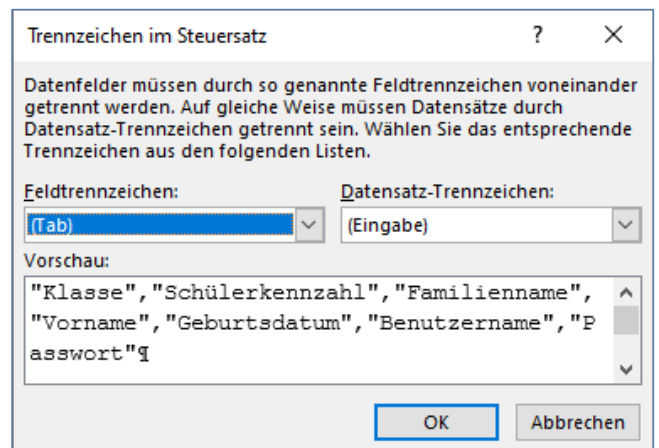 Trennzeichen im Steuersatz ?
Datenfelder müssen durch so genannte Feldtrennzeichen voneinander
getrennt werden. Auf gleiche Weise müssen Datensätze durch
Datensatz-Trennzeichen getrennt sein. Wählen Sie das entsprechende
Trennzeichen aus den folgenden Listen.
Feldtrennzeichen: Datensatz-Trennzeichen:
(Tab) (Eingabe)
Vorschau:
"Klasse","Schülerkennzahl","Familienname",
"Vorname","Geburtsdatum","Benutzername","P
asswort"¶
OK Abbrechen